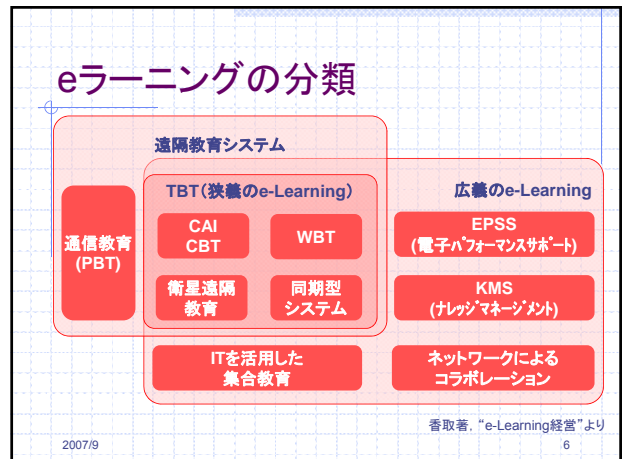 eラーニングの分類
遠隔教育システム
TBT(狭義のe-Learning)
広義のe-Learning
通信教育
(PBT)
CAI
CBT
WBT
EPSS
(電子ﾊﾟﾌｫｰﾏﾝｽｻﾎﾟｰﾄ)
衛星遠隔
教育
同期型
システム
KMS
(ﾅﾚｯｼﾞﾏﾈｰｼﾞﾒﾝﾄ)
ITを活用した
集合教育
ネットワークによる
コラボレーション
香取著, “e-Learning経営”より
2007/9
6